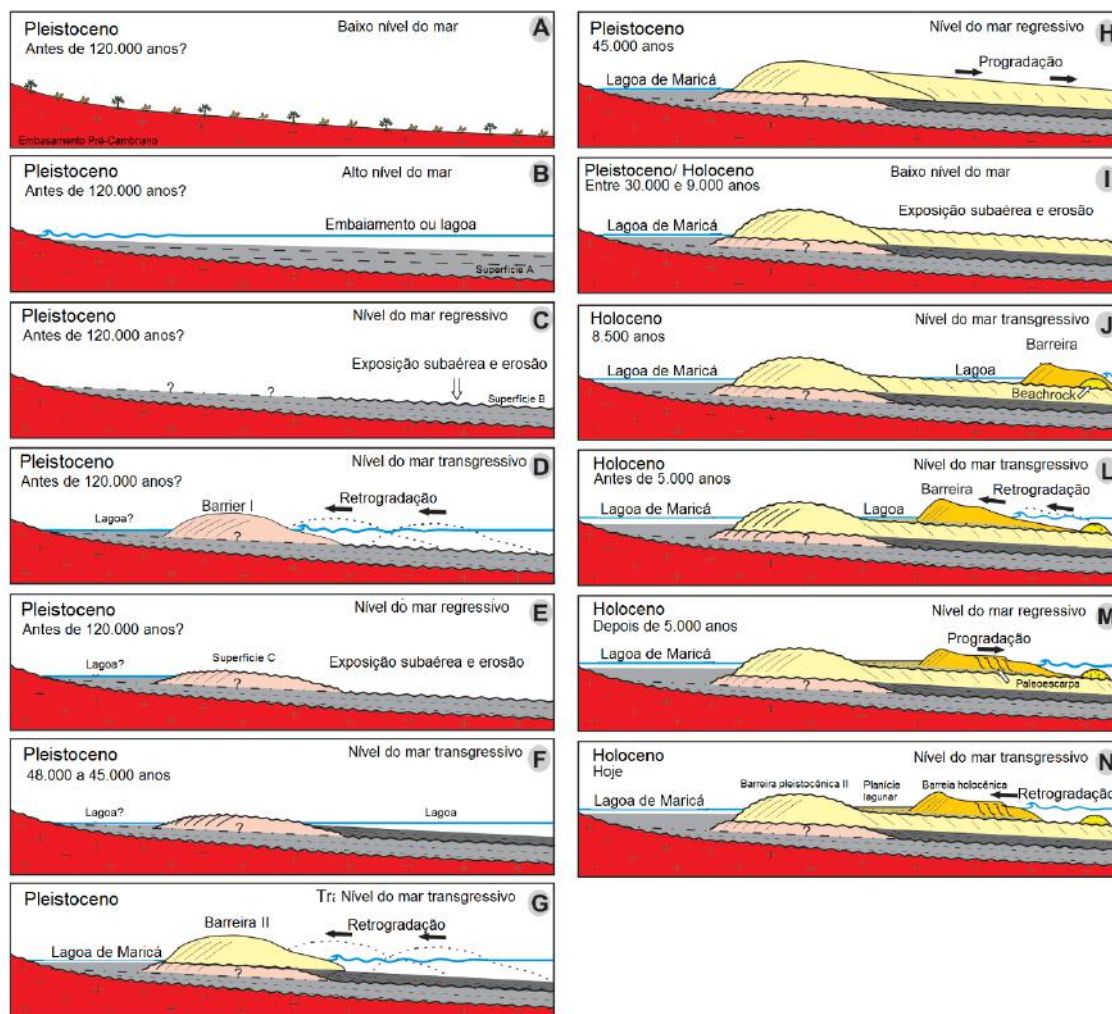 Pleistoceno
Baixo nível do mar
A
Antes de 120.000 anos?
Embasamento Pré-Cambriano
Pleistoceno
Alto nível do mar
B
Antes de 120.000 anos?
Embaiamento ou lagoa
Superfície A
Pleistoceno
Nível do mar regressivo
C
Antes de 120.000 anos?
Exposição subaérea e erosão
?
?
Superfície B
Pleistoceno
Nível do mar transgressivo
D
Antes de 120.000 anos?
Barrier I
Retrogradação
Lagoa?
?
Pleistoceno
Nível do mar regressivo
E
Antes de 120.000 anos?
Lagoa?
Superfície C
Exposição subaérea e erosão
?
Pleistoceno
Nível do mar transgressivo
F
48.000 a 45.000 anos
Lagoa?
Lagoa
?
Pleistoceno
Tra Nível do mar transgressivo
G
Barreira II
Retrogradação
Lagoa de Maricá
?
Pleistoceno
Nível do mar regressivo
H
45.000 anos
Progradação
Lagoa de Maricá
?
Pleistoceno/ Holoceno
Baixo nível do mar
I
Entre 30.000 e 9.000 anos
Lagoa de Maricá
Exposição subaérea e erosão
?
Holoceno
Nível do mar transgressivo
J
8.500 anos
Barreira
Lagoa de Maricá
Lagoa
Beachrock
?
Holoceno
Nível do mar transgressivo
L
Antes de 5.000 anos
Barreira
Retrogradação
Lagoa de Maricá
Lagoa
?
Holoceno
Nível do mar regressivo
M
Depois de 5.000 anos
Progradação
Lagoa de Maricá
Paleoescarpa
?
Holoceno
Nível do mar transgressivo
N
Hoje
Barreira pleistocênica II
Planície
lagunar
Barreia holocênica
Retrogradação
Lagoa de Maricá
?